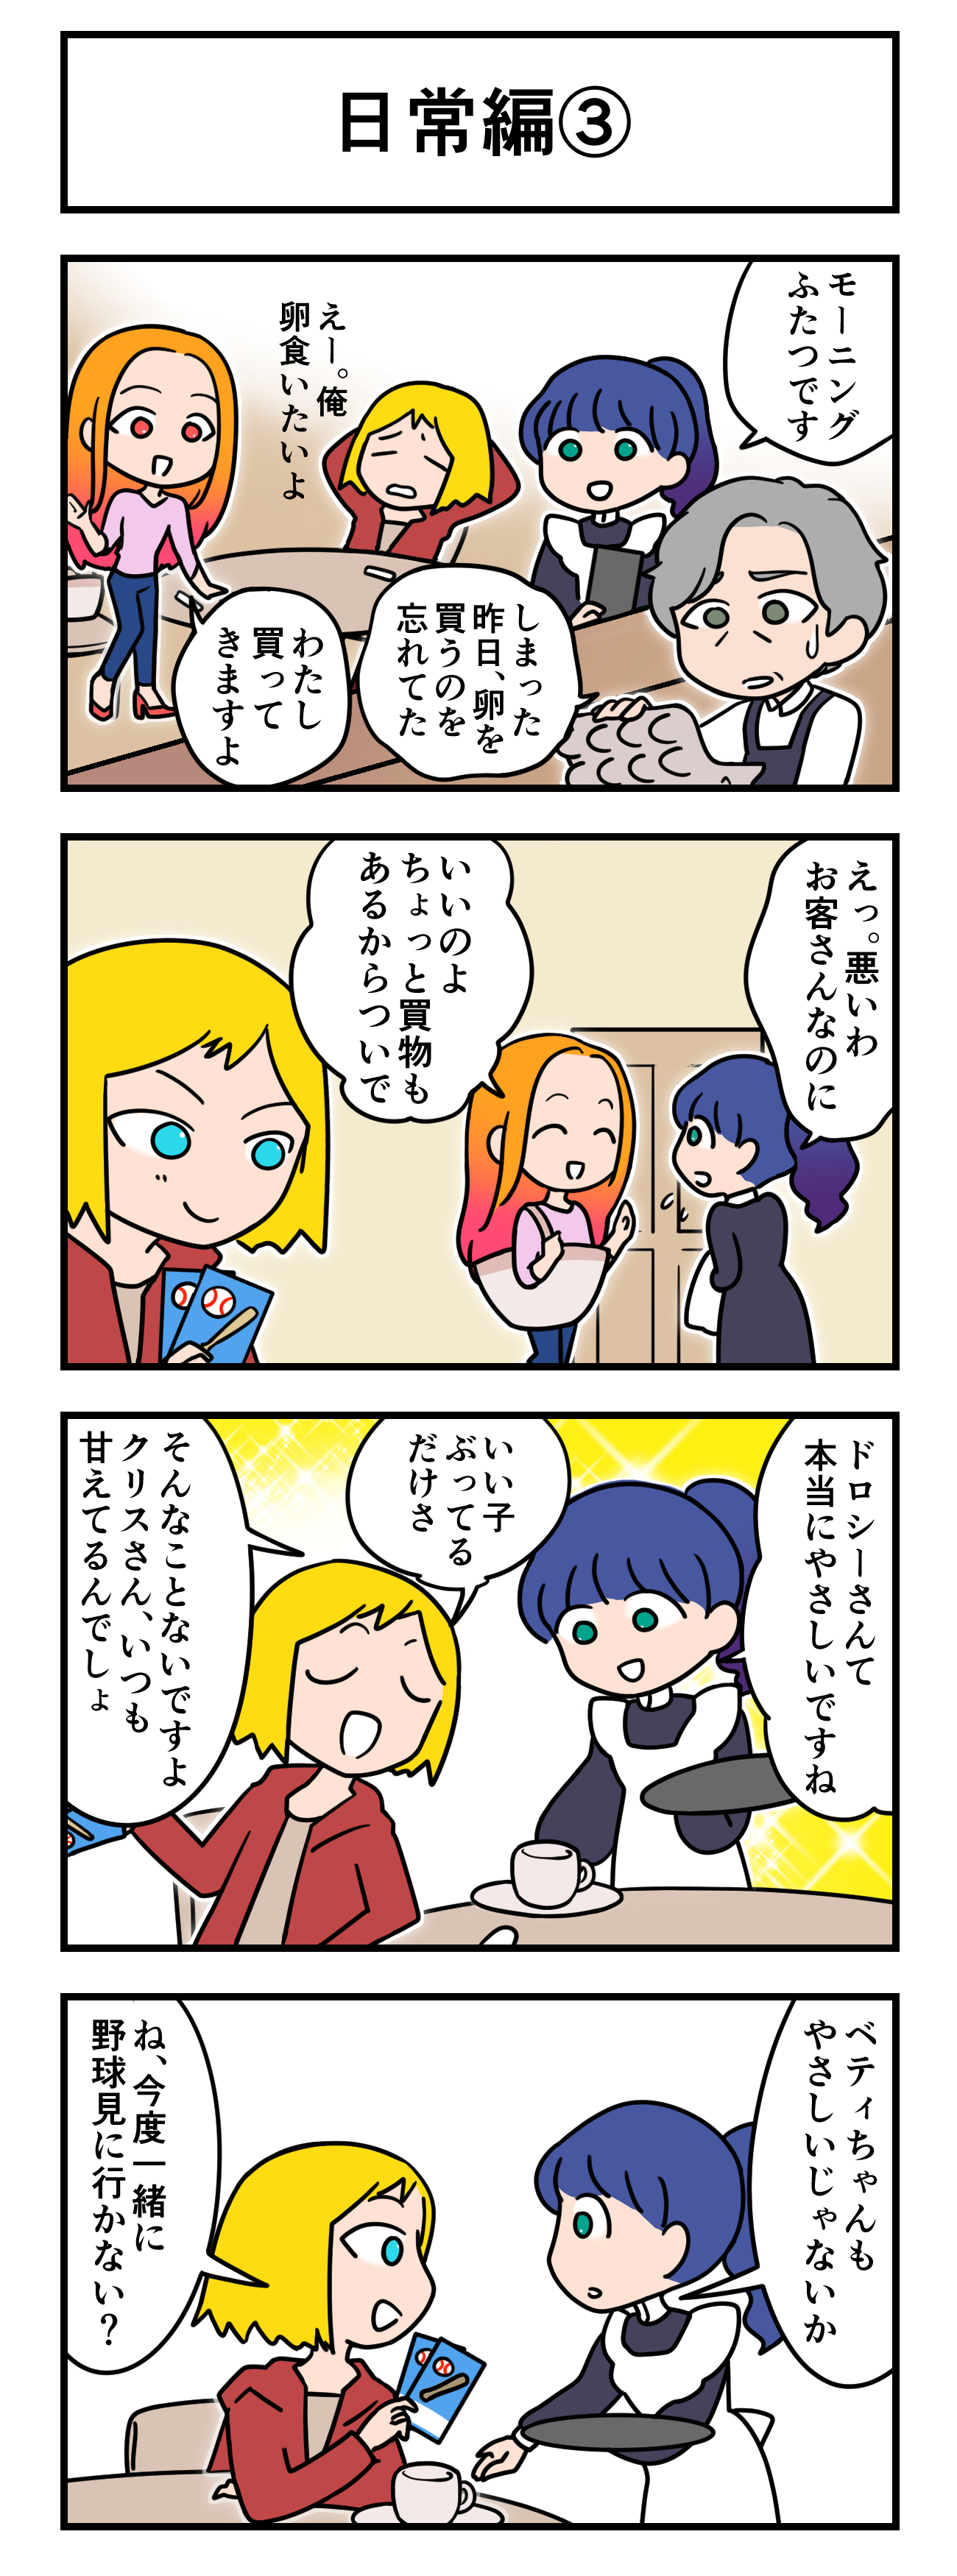 日常編③
モーニング
ふたつです
えー。俺
卵食いたいよ
しまった
昨日、卵を
買うのを
忘れてた
わたし
買って
きますよ
えっ。悪いわ
お客さんなのに
いいのよ
ちょっと買物も
あるからついで
ドロシーさんて
本当にやさしいですね
いい子
ぶってる
だけさ
そんなことないですよ
クリスさん、いつも
甘えてるんでしょ
ベティちゃんも
やさしいじゃないか
ね、今度一緒に
野球見に行かない?